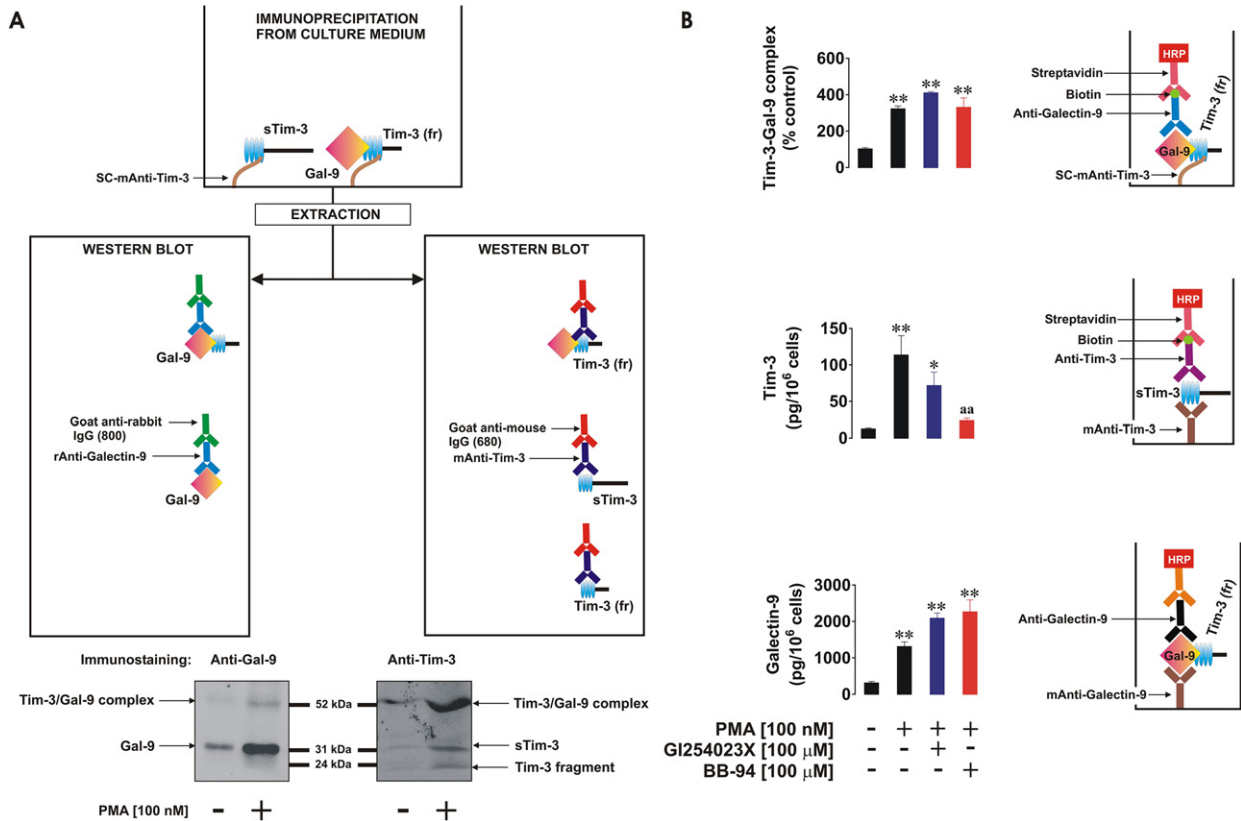 A
IMMUNOPRECIPITATION
FROM CULTURE MEDIUM
sTim-3
Tim-3 (fr)
Gal-9
SC-mAnti-Tim-3
EXTRACTION
WESTERN BLOT
Gal-9
Goat anti-rabbit
IgG (800)
rAnti-Galectin-9
Gal-9
WESTERN BLOT
Tim-3 (fr)
Goat anti-mouse
IgG (680)
mAnti-Tim-3
sTim-3
Tim-3 (fr)
Immunostaining: Anti-Gal-9 Anti-Tim-3
Tim-3/Gal-9 complex
52 kDa
Tim-3/Gal-9 complex
Gal-9
31 kDa
sTim-3
24 kDa
Tim-3 fragment
PMA [100 nM] - + - +
B
Tim-3-Gal-9 complex
(% control)
600
400
200
0
** ** **
HRP
Streptavidin
Biotin
Anti-Galectin-9
Tim-3 (fr)
Gal-9
SC-mAnti-Tim-3
Tim-3
(pg/10⁶ cells)
150
100
50
0
** * aa
HRP
Streptavidin
Biotin
Anti-Tim-3
sTim-3
mAnti-Tim-3
Galectin-9
(pg/10⁶ cells)
3000
2000
1000
0
** ** **
HRP
Anti-Galectin-9
Tim-3 (fr)
Gal-9
mAnti-Galectin-9
PMA [100 nM] - + + +
GI254023X [100 μM] - - + -
BB-94 [100 μM] - - - +